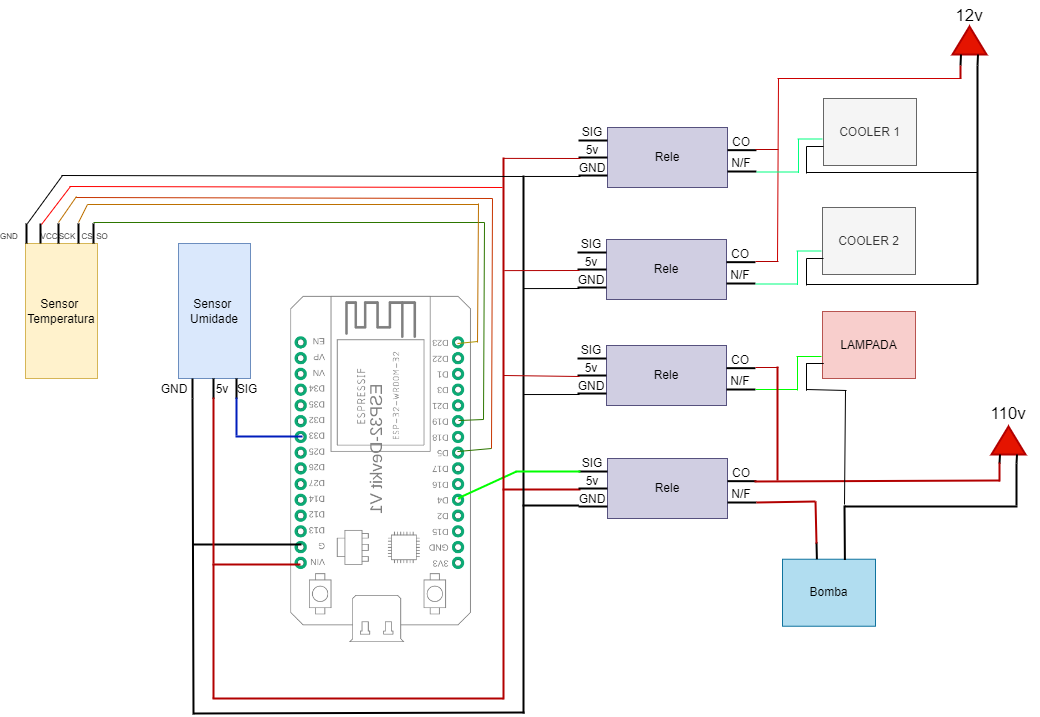 12v
SIG
5v
GND
Rele
CO
N/F
COOLER 1
GND
VCC
SCK
CS
SO
Sensor
Temperatura
Sensor
Umidade
GND
5v
SIG
SIG
5v
GND
Rele
CO
N/F
COOLER 2
SIG
5v
GND
Rele
CO
N/F
LAMPADA
110v
SIG
5v
GND
Rele
CO
N/F
Bomba
EN
VP
VN
D34
D35
D32
D33
D25
D26
D27
D14
D12
D13
G
VIN
ESPRESSIF
ESP-32-WROOM-32
ESP32-Devkit V1
D23
D22
D1
D3
D21
D19
D18
D5
D17
D16
D4
D2
D15
GND
3V3